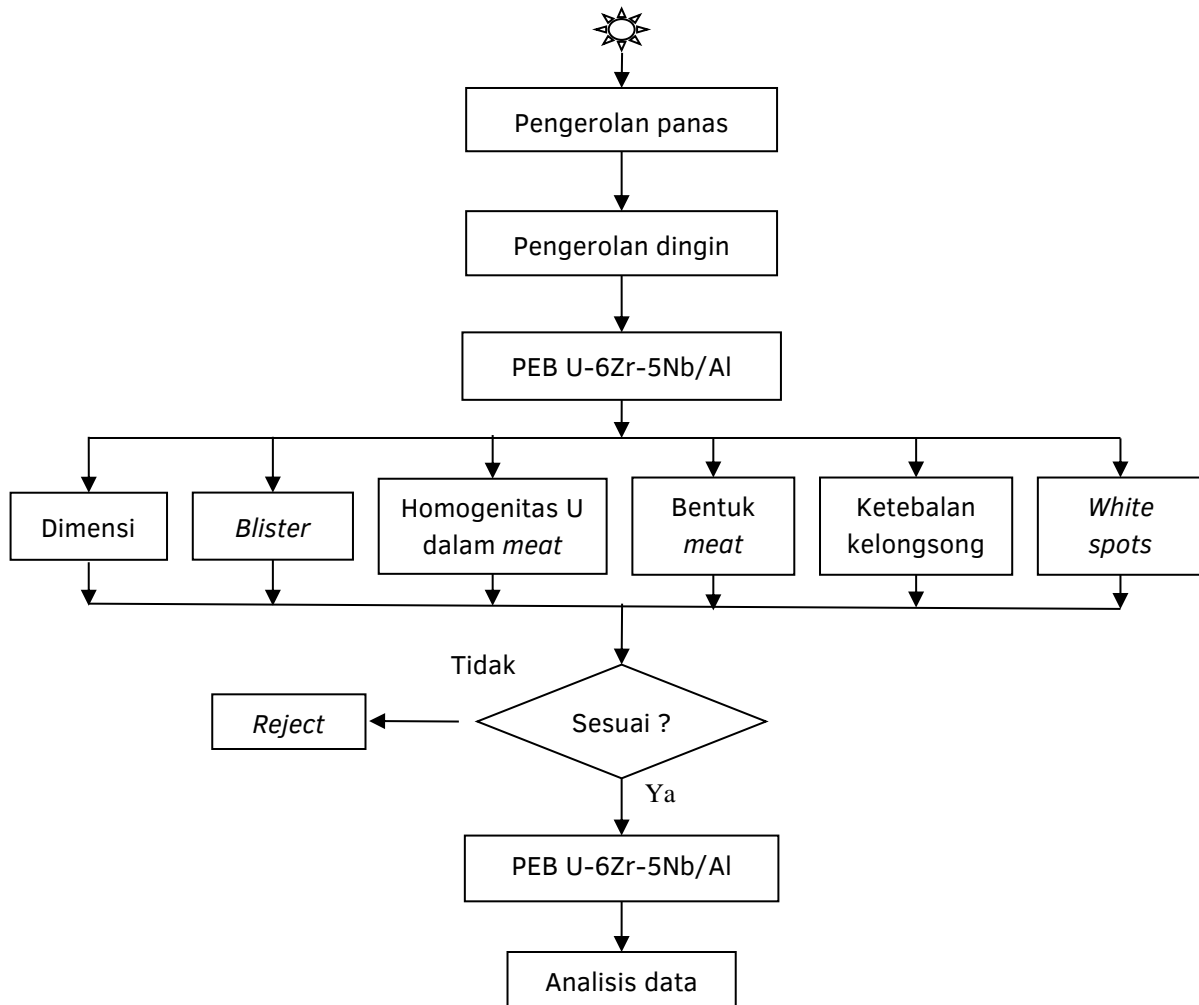 Pengerolan panas
Pengerolan dingin
PEB U-6Zr-5Nb/Al
Dimensi
Blister
Homogenitas U
dalam meat
Bentuk
meat
Ketebalan
kelongsong
White
spots
Tidak
Sesuai ?
Reject
Ya
PEB U-6Zr-5Nb/Al
Analisis data